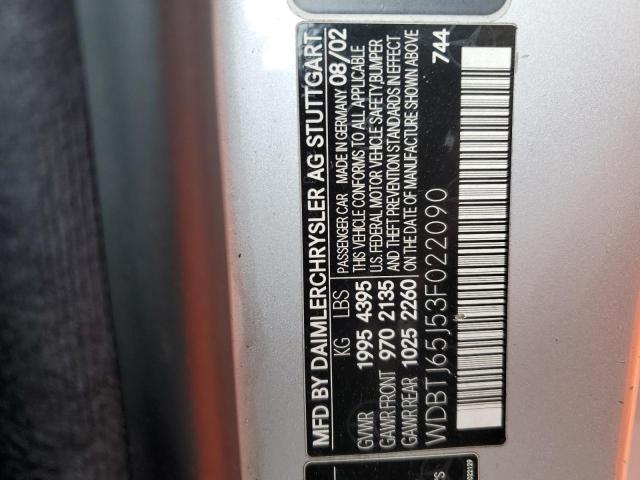 MFD BY DAIMLERCHRYSLER AG STUTTGART
KG LBS PASSENGER CAR MADE IN GERMANY 08/02
GVWR 1995 4395 THIS VEHICLE CONFORMS TO ALL APPLICABLE
U.S. FEDERAL MOTOR VEHICLE SAFETY,BUMPER
GAWR FRONT 970 2135 AND THEFT PREVENTION STANDARDS IN EFFECT
GAWR REAR 1025 2260 ON THE DATE OF MANUFACTURE SHOWN ABOVE
WDBTJ65J53F022090 744